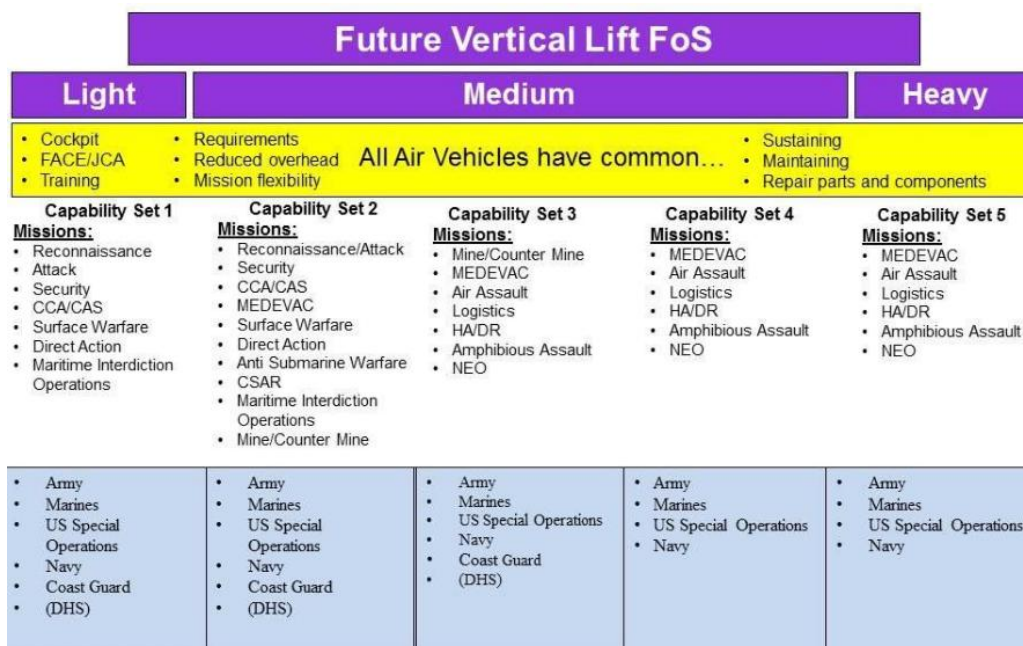 Future Vertical Lift FoS
Light
Medium
Heavy
• Cockpit
• FACE/JCA
• Training
• Requirements
• Reduced overhead
• Mission flexibility
All Air Vehicles have common…
• Sustaining
• Maintaining
• Repair parts and components
Capability Set 1
Missions:
• Reconnaissance
• Attack
• Security
• CCA/CAS
• Surface Warfare
• Direct Action
• Maritime Interdiction
Operations
Capability Set 2
Missions:
• Reconnaissance/Attack
• Security
• CCA/CAS
• MEDEVAC
• Surface Warfare
• Direct Action
• Anti Submarine Warfare
• CSAR
• Maritime Interdiction
Operations
• Mine/Counter Mine
Capability Set 3
Missions:
• Mine/Counter Mine
• MEDEVAC
• Air Assault
• Logistics
• HA/DR
• Amphibious Assault
• NEO
Capability Set 4
Missions:
• MEDEVAC
• Air Assault
• Logistics
• HA/DR
• Amphibious Assault
• NEO
Capability Set 5
Missions:
• MEDEVAC
• Air Assault
• Logistics
• HA/DR
• Amphibious Assault
• NEO
• Army
• Marines
• US Special
Operations
• Navy
• Coast Guard
• (DHS)
• Army
• Marines
• US Special
Operations
• Navy
• Coast Guard
• (DHS)
• Army
• Marines
• US Special Operations
• Navy
• Coast Guard
• (DHS)
• Army
• Marines
• US Special Operations
• Navy
• Army
• Marines
• US Special Operations
• Navy